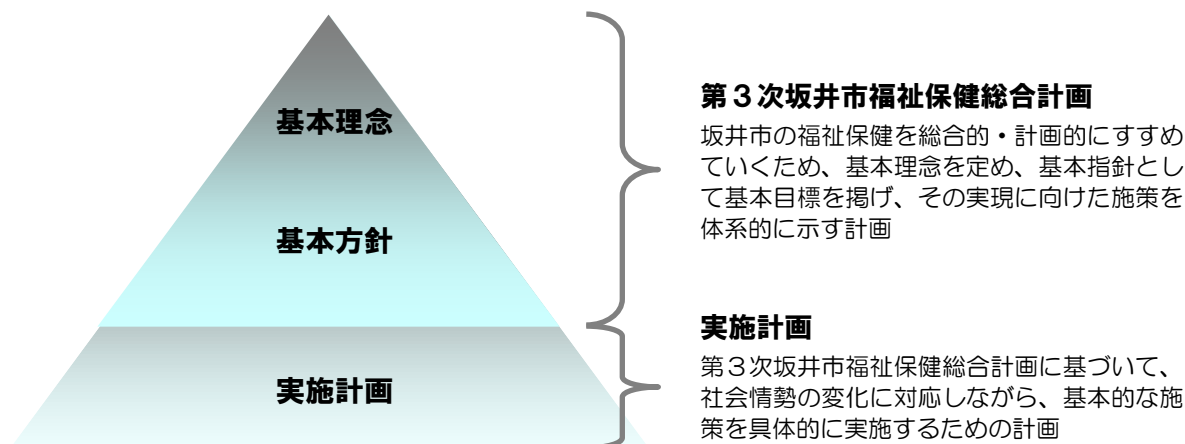 基本理念
基本方針
実施計画
第3次坂井市福祉保健総合計画
坂井市の福祉保健を総合的・計画的にすすめ
ていくため、基本理念を定め、基本指針とし
て基本目標を掲げ、その実現に向けた施策を
体系的に示す計画
実施計画
第3次坂井市福祉保健総合計画に基づいて、
社会情勢の変化に対応しながら、基本的な施
策を具体的に実施するための計画